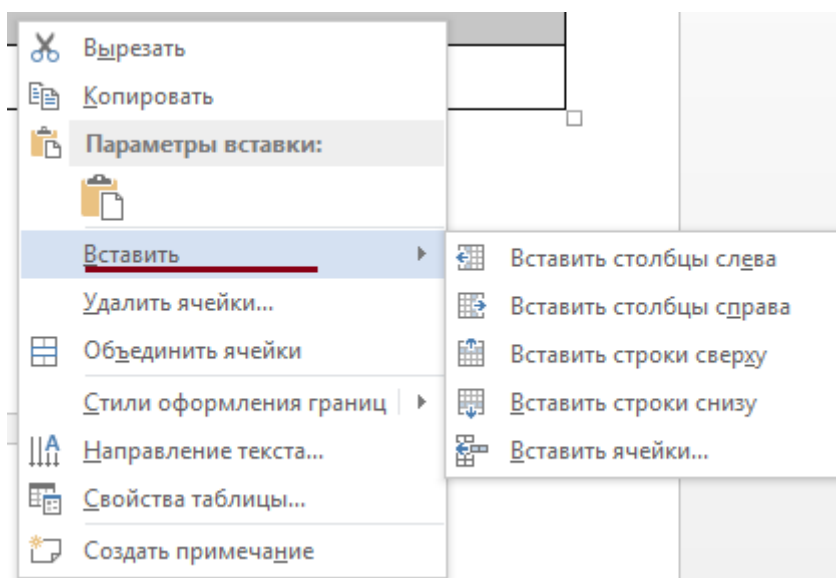 Вырезать
Копировать
Параметры вставки:
Вставить
Удалить ячейки...
Объединить ячейки
Стили оформления границ
Направление текста...
Свойства таблицы...
Создать примечание
Вставить столбцы слева
Вставить столбцы справа
Вставить строки сверху
Вставить строки снизу
Вставить ячейки...